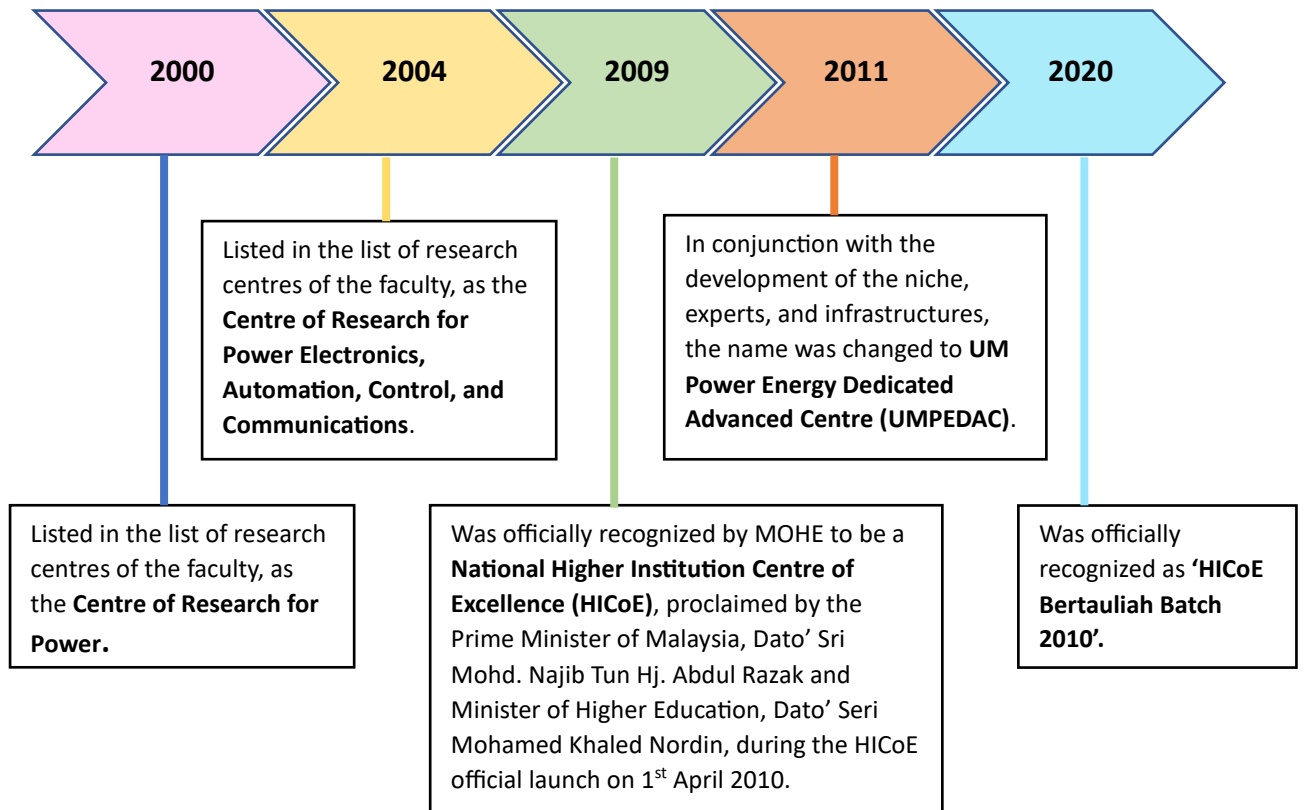 2000
2004
2009
2011
2020
Listed in the list of research
centres of the faculty, as
the Centre of Research for
Power.
Listed in the list of research
centres of the faculty, as the
Centre of Research for
Power Electronics,
Automation, Control, and
Communications.
Was officially recognized by MOHE to be a
National Higher Institution Centre of
Excellence (HICoE), proclaimed by the
Prime Minister of Malaysia, Dato’ Sri
Mohd. Najib Tun Hj. Abdul Razak and
Minister of Higher Education, Dato’ Seri
Mohamed Khaled Nordin, during the HICoE
official launch on 1st April 2010.
In conjunction with the
development of the niche,
experts, and infrastructures,
the name was changed to UM
Power Energy Dedicated
Advanced Centre (UMPEDAC).
Was officially
recognized as ‘HICoE
Bertauliah Batch
2010’.